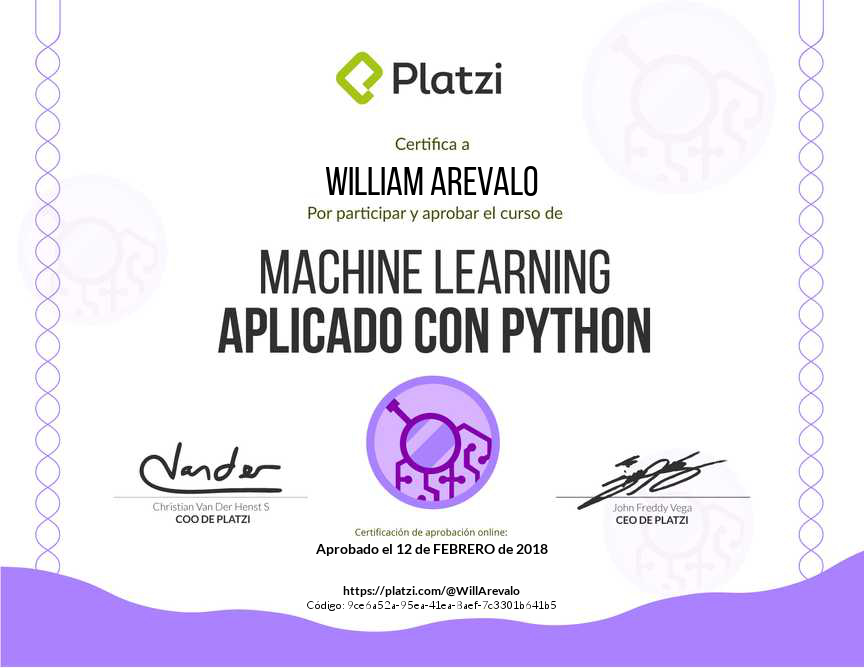 Platzi
Certifica a
WILLIAM AREVALO
Por participar y aprobar el curso de
MACHINE LEARNING
APLICADO CON PYTHON
Vander
Christian Van Der Henst S
COO DE PLATZI
John Freddy Vega
CEO DE PLATZI
Certificación de aprobación online:
Aprobado el 12 de FEBRERO de 2018
https://platzi.com/@WillArevalo
Código: 9ce6a52a-95ea-41ea-8aef-7c3301b641b5